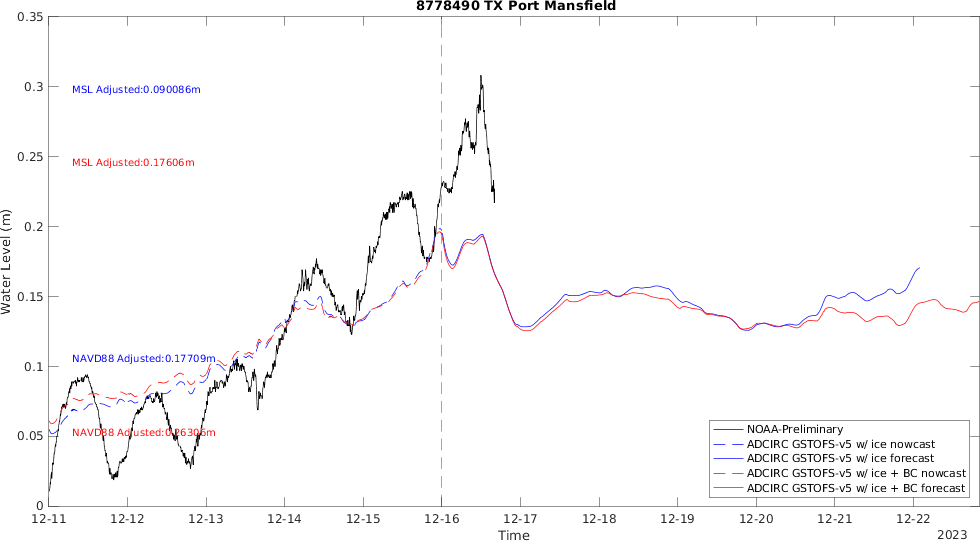 8778490 TX Port Mansfield
0.35
0.3
0.25
0.2
0.15
0.1
0.05
0
Water Level (m)
MSL Adjusted:0.090086m
MSL Adjusted:0.17606m
NAVD88 Adjusted:0.17709m
NAVD88 Adjusted:0.26306m
NOAA-Preliminary
ADCIRC GSTOFS-v5 w/ ice nowcast
ADCIRC GSTOFS-v5 w/ ice forecast
ADCIRC GSTOFS-v5 w/ ice + BC nowcast
ADCIRC GSTOFS-v5 w/ ice + BC forecast
12-11 12-12 12-13 12-14 12-15 12-16 12-17 12-18 12-19 12-20 12-21 12-22
Time
2023